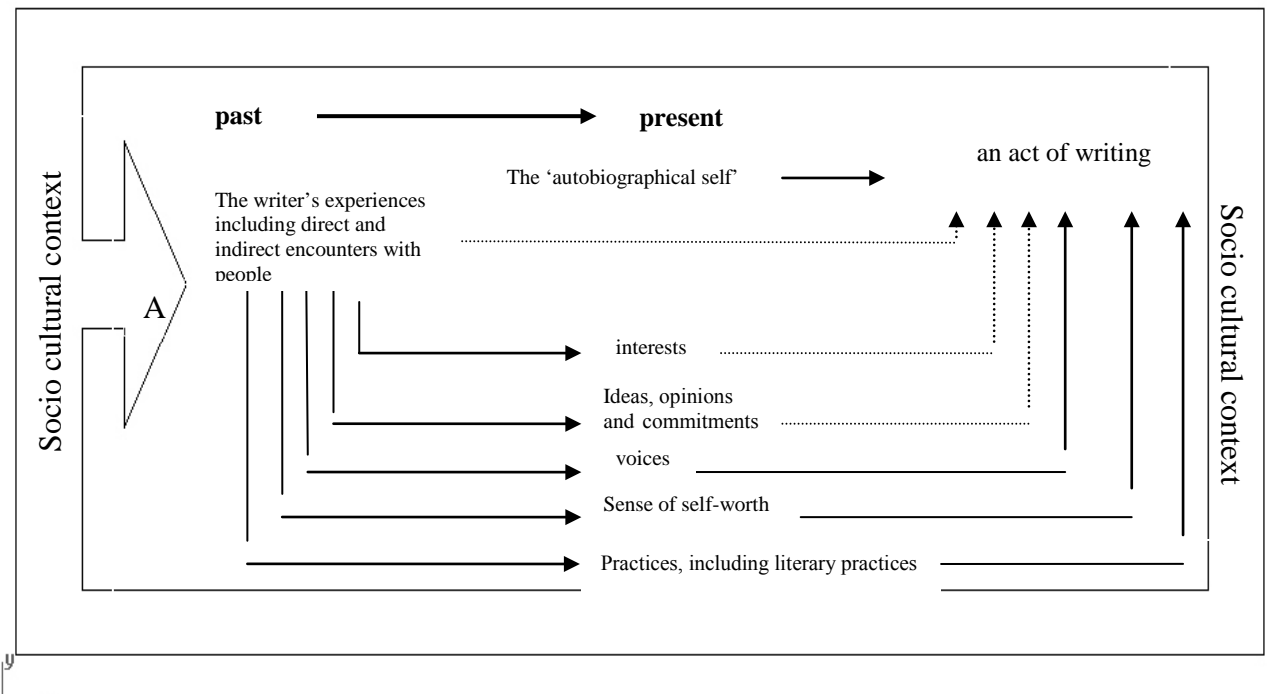 past
present
an act of writing
The ‘autobiographical self’
The writer’s experiences
including direct and
indirect encounters with
people
Socio cultural context
A
Socio cultural context
interests
Ideas, opinions
and commitments
voices
Sense of self-worth
Practices, including literary practices
y